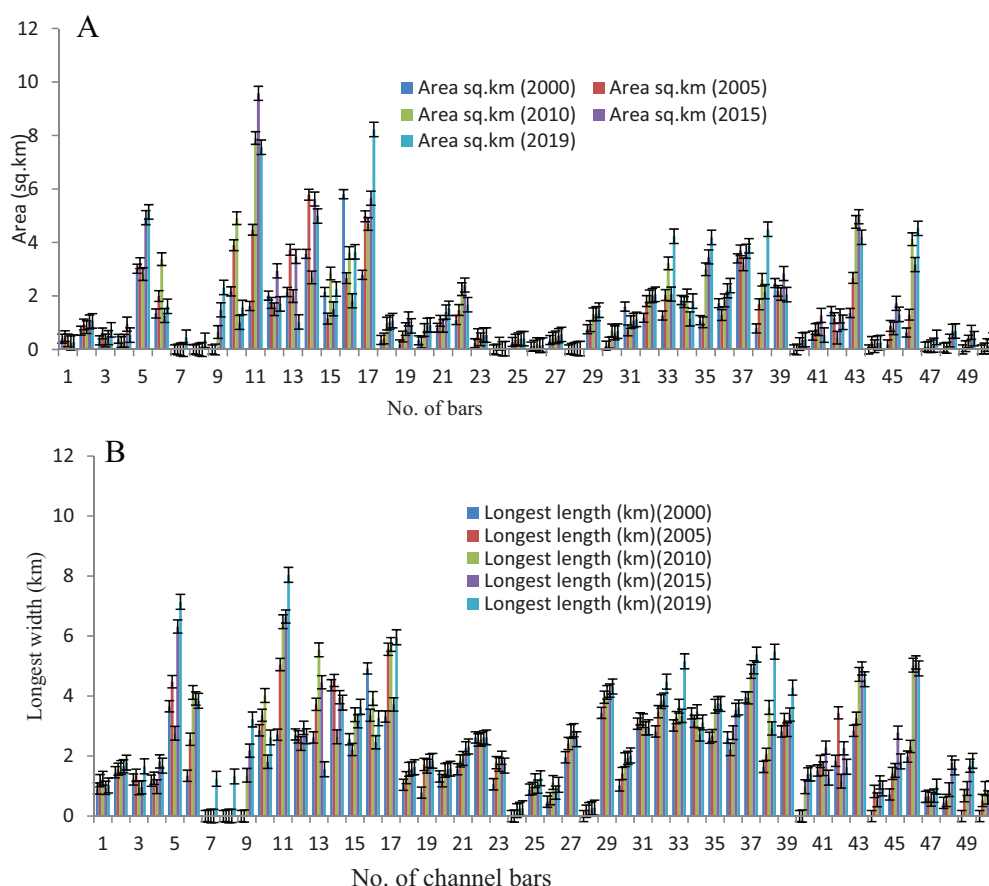 A
12
10
8
6
4
2
0
Area (sq.km)
Area sq.km (2000) Area sq.km (2005)
Area sq.km (2010) Area sq.km (2015)
Area sq.km (2019)
1 3 5 7 9 11 13 15 17 19 21 23 25 27 29 31 33 35 37 39 41 43 45 47 49
No. of bars
B
12
10
8
6
4
2
0
Longest width (km)
Longest length (km)(2000)
Longest length (km)(2005)
Longest length (km)(2010)
Longest length (km)(2015)
Longest length (km)(2019)
1 3 5 7 9 11 13 15 17 19 21 23 25 27 29 31 33 35 37 39 41 43 45 47 49
No. of channel bars